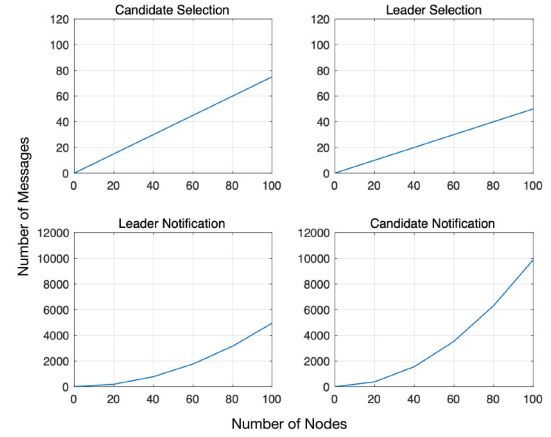 Candidate Selection
120
100
80
60
40
20
0
0 20 40 60 80 100
Leader Selection
120
100
80
60
40
20
0
0 20 40 60 80 100
Number of Messages
Leader Notification
12000
10000
8000
6000
4000
2000
0
0 20 40 60 80 100
Candidate Notification
12000
10000
8000
6000
4000
2000
0
0 20 40 60 80 100
Number of Nodes